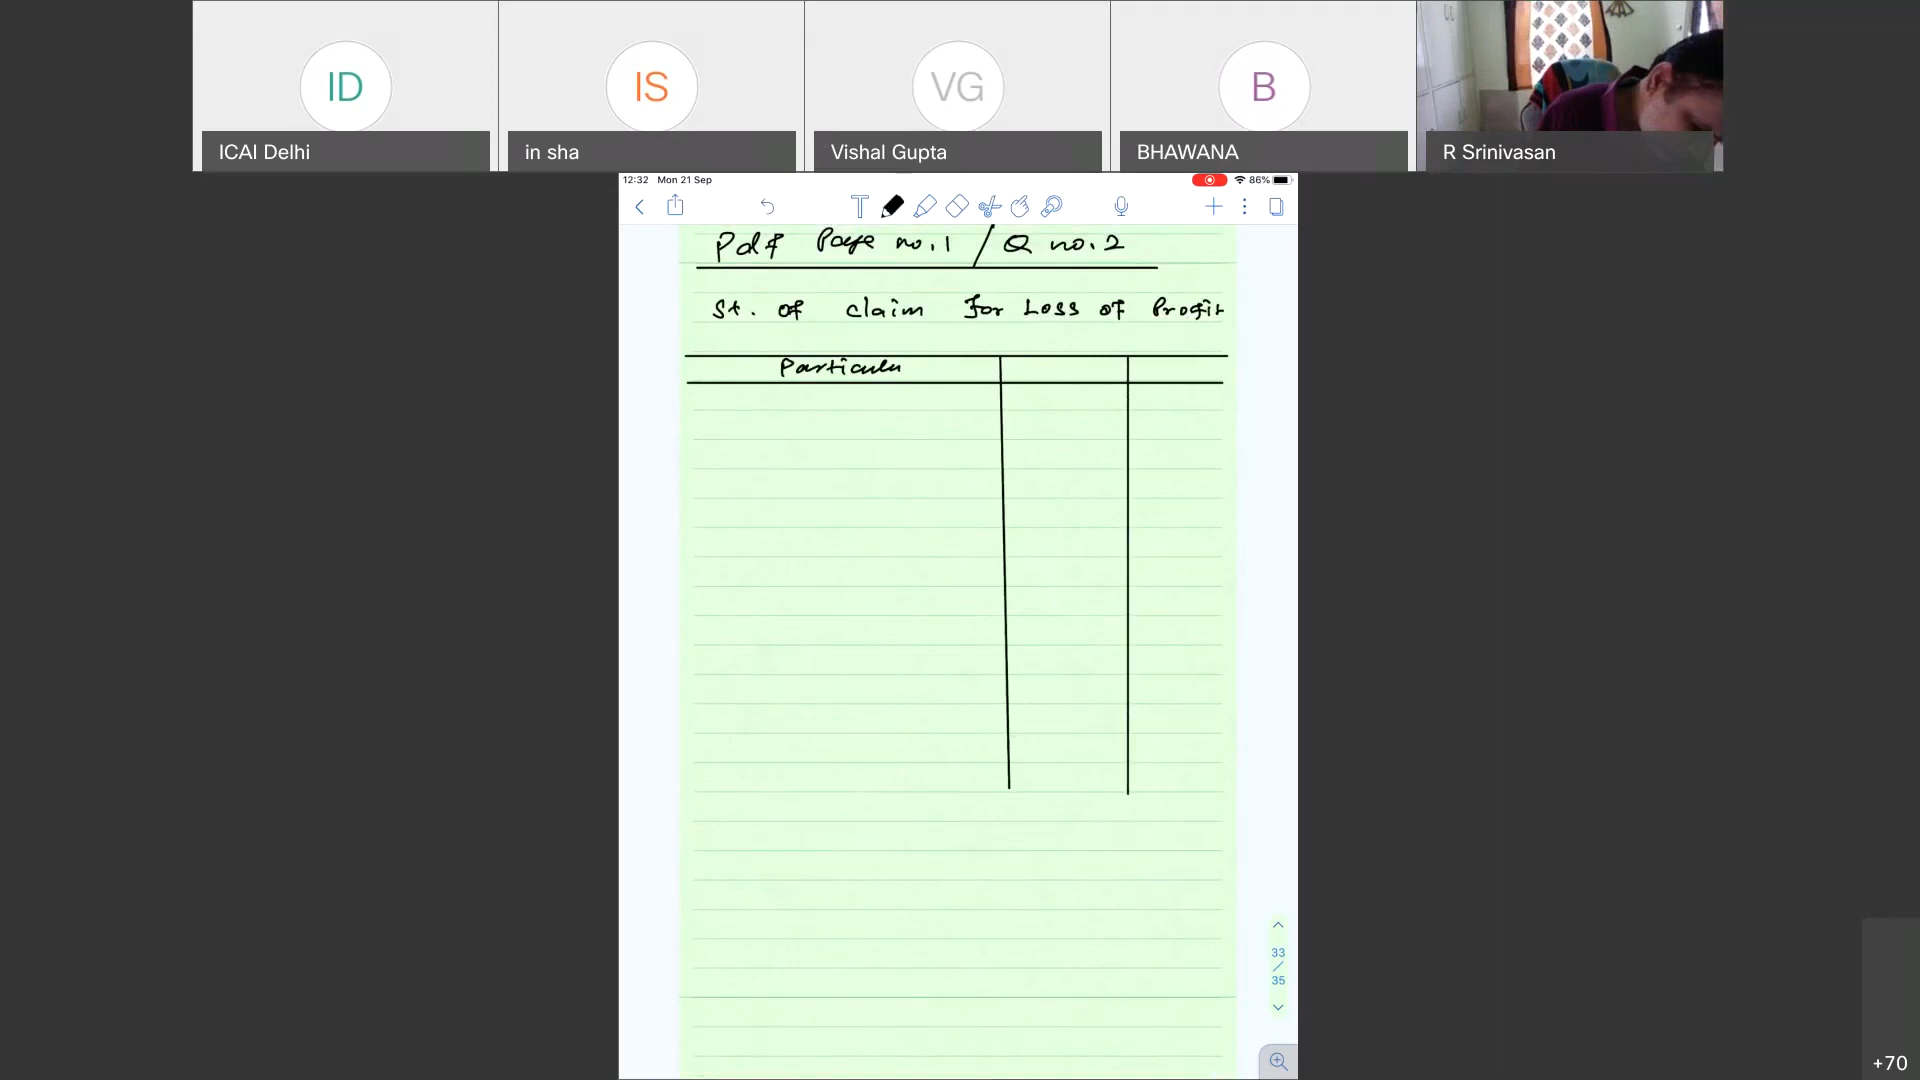 ID
IS
VG
B
ICAI Delhi
in sha
Vishal Gupta
BHAWANA
R Srinivasan
12:32 Mon 21 Sep
86%
Pdf Page no.1 / Q no.2
St. of claim For Loss of Profit
Particular
33
/
35
+70